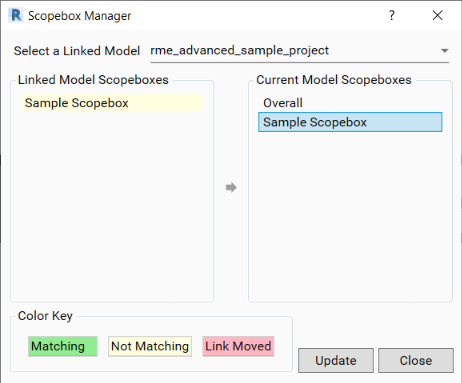 R Scopebox Manager ?
Select a Linked Model rme_advanced_sample_project
Linked Model Scopeboxes
Sample Scopebox
Current Model Scopeboxes
Overall
Sample Scopebox
Color Key
Matching Not Matching Link Moved
Update Close